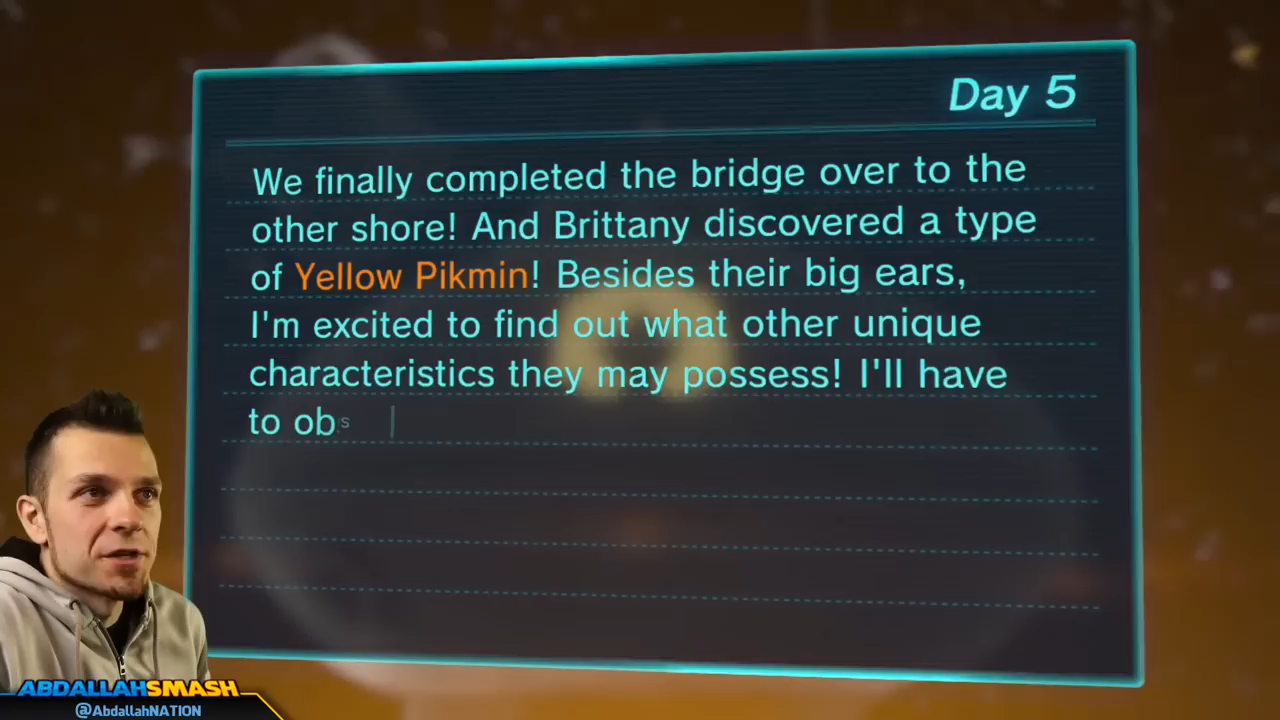 Day 5
We finally completed the bridge over to the
other shore! And Brittany discovered a type
of Yellow Pikmin! Besides their big ears,
I'm excited to find out what other unique
characteristics they may possess! I'll have
to obs
ABDALLAHSMASH
@AbdallahNATION